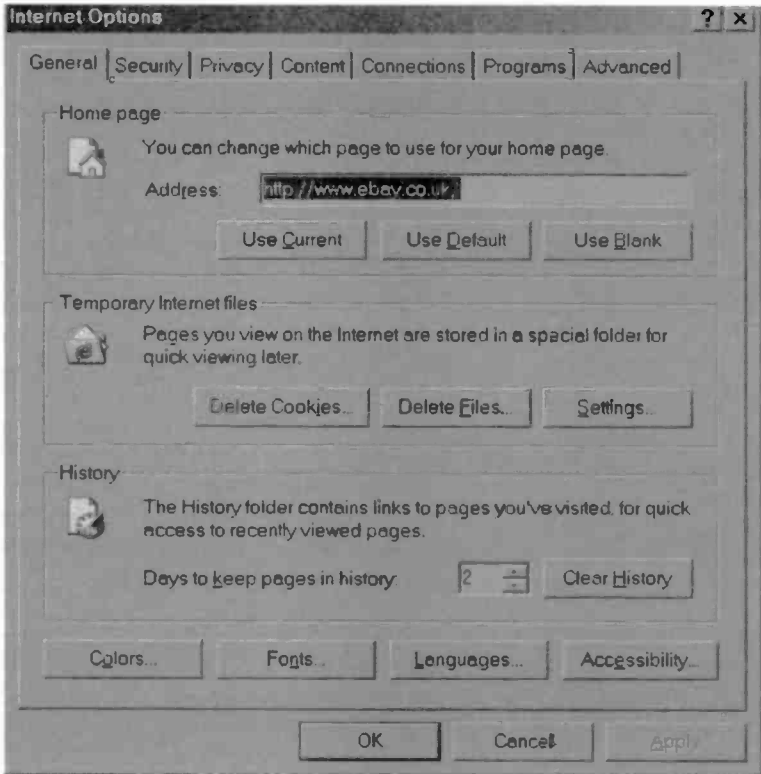 Internet Options
General Security Privacy Content Connections Programs Advanced
Home page
You can change which page to use for your home page.
Address: http://www.ebay.co.uk/
Use Current Use Default Use Blank
Temporary Internet files
Pages you view on the Internet are stored in a special folder for
quick viewing later.
Delete Cookies... Delete Files... Settings...
History
The History folder contains links to pages you've visited, for quick
access to recently viewed pages.
Days to keep pages in history: 2 Clear History
Colors... Fonts... Languages... Accessibility...
OK Cancel Apply